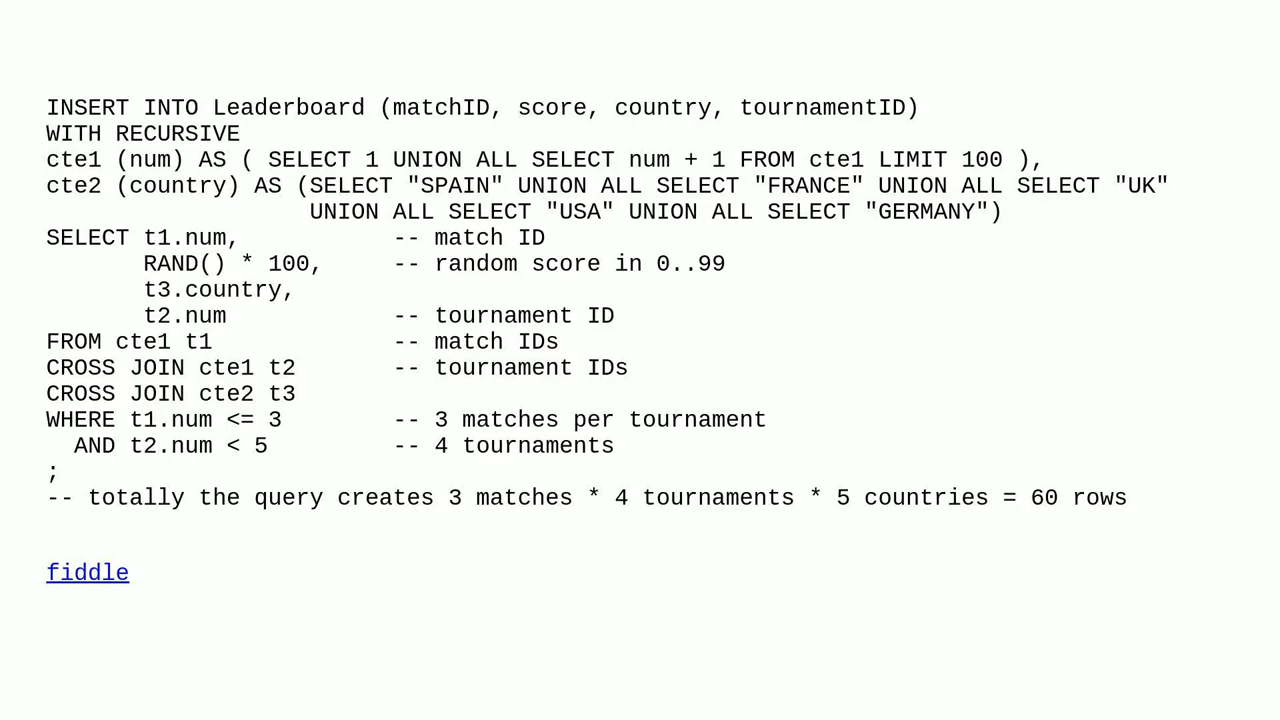 INSERT INTO Leaderboard (matchID, score, country, tournamentID)
WITH RECURSIVE
cte1 (num) AS ( SELECT 1 UNION ALL SELECT num + 1 FROM cte1 LIMIT 100 ),
cte2 (country) AS (SELECT "SPAIN" UNION ALL SELECT "FRANCE" UNION ALL SELECT "UK"
                   UNION ALL SELECT "USA" UNION ALL SELECT "GERMANY")
SELECT t1.num,           -- match ID
       RAND() * 100,     -- random score in 0..99
       t3.country,
       t2.num            -- tournament ID
FROM cte1 t1             -- match IDs
CROSS JOIN cte1 t2       -- tournament IDs
CROSS JOIN cte2 t3
WHERE t1.num <= 3        -- 3 matches per tournament
  AND t2.num < 5         -- 4 tournaments
;
-- totally the query creates 3 matches * 4 tournaments * 5 countries = 60 rows
fiddle